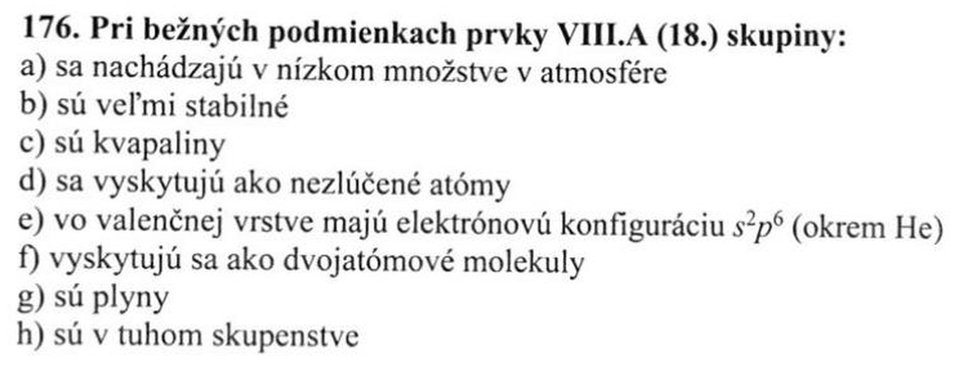 176. Pri bežných podmienkach prvky VIII.A (18.) skupiny:
a) sa nachádzajú v nízkom množstve v atmosfére
b) sú veľmi stabilné
c) sú kvapaliny
d) sa vyskytujú ako nezlúčené atómy
e) vo valenčnej vrstve majú elektrónovú konfiguráciu s²p⁶ (okrem He)
f) vyskytujú sa ako dvojatómové molekuly
g) sú plyny
h) sú v tuhom skupenstve